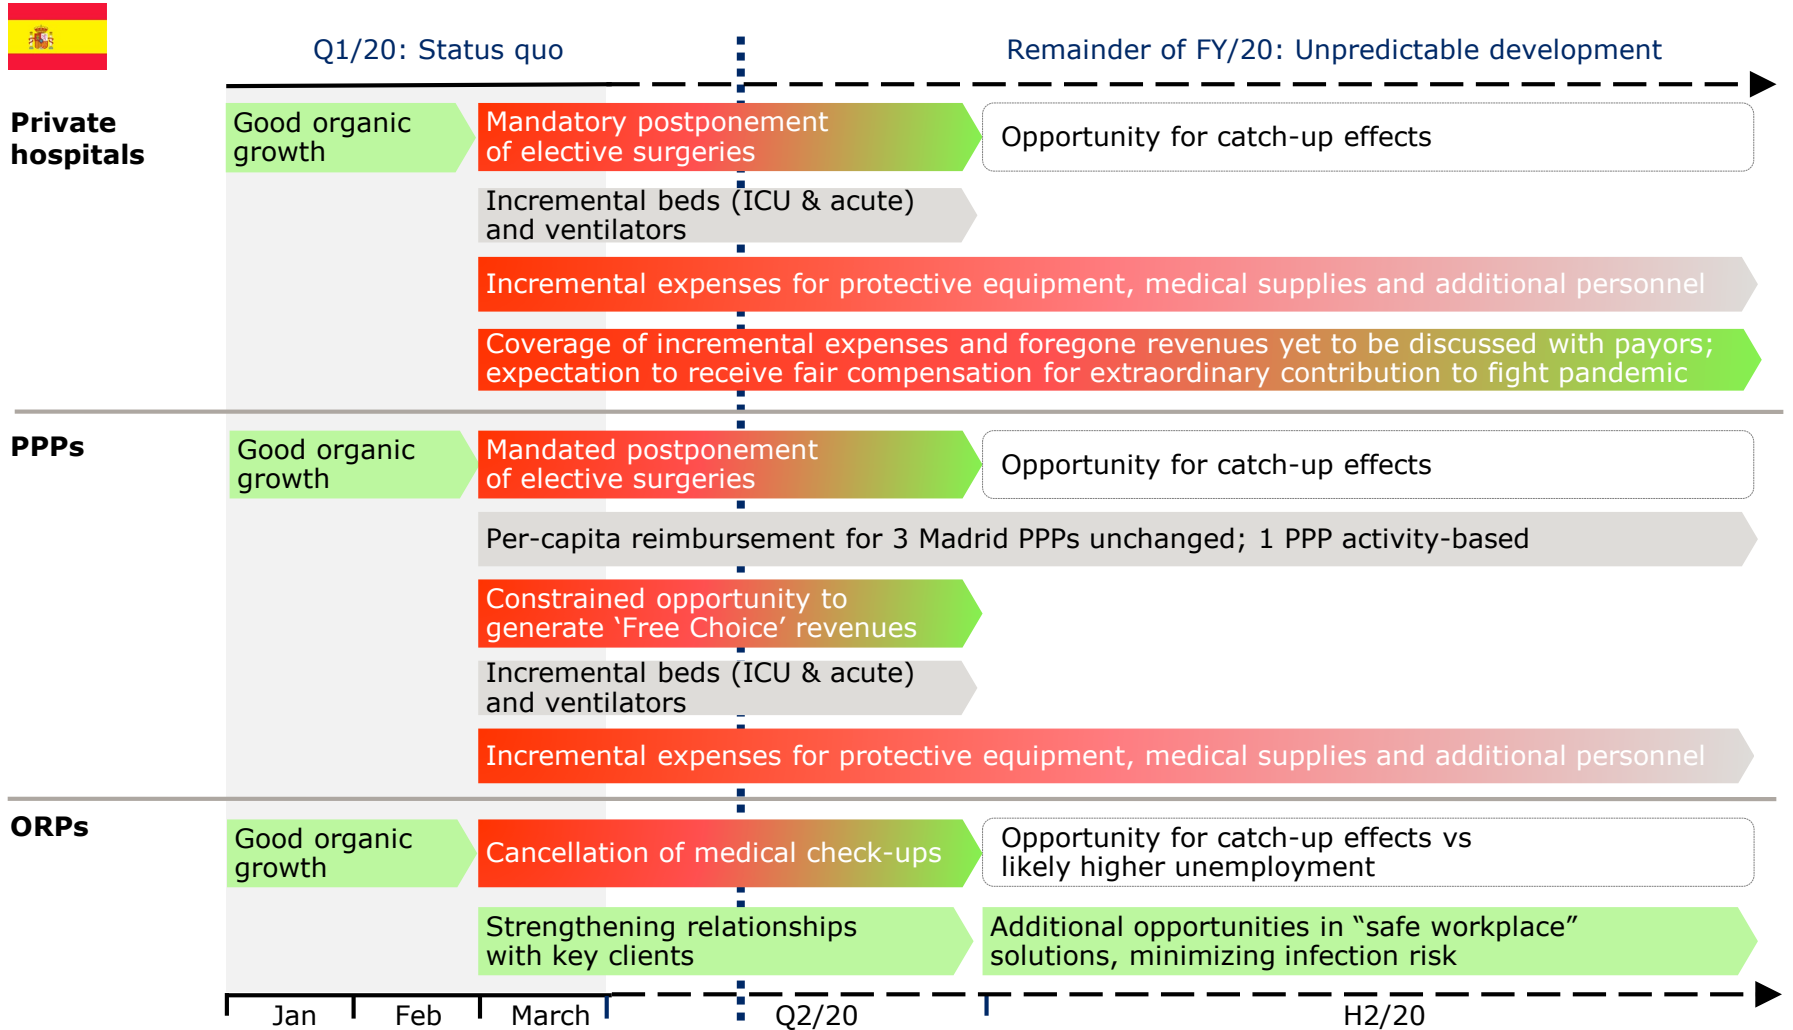 Q1/20: Status quo
Remainder of FY/20: Unpredictable development
Private
hospitals
Good organic
growth
Mandatory postponement
of elective surgeries
Opportunity for catch-up effects
Incremental beds (ICU & acute)
and ventilators
Incremental expenses for protective equipment, medical supplies and additional personnel
Coverage of incremental expenses and foregone revenues yet to be discussed with payors;
expectation to receive fair compensation for extraordinary contribution to fight pandemic
PPPs
Good organic
growth
Mandated postponement
of elective surgeries
Opportunity for catch-up effects
Per-capita reimbursement for 3 Madrid PPPs unchanged; 1 PPP activity-based
Constrained opportunity to
generate ‘Free Choice’ revenues
Incremental beds (ICU & acute)
and ventilators
Incremental expenses for protective equipment, medical supplies and additional personnel
ORPs
Good organic
growth
Cancellation of medical check-ups
Opportunity for catch-up effects vs
likely higher unemployment
Strengthening relationships
with key clients
Additional opportunities in “safe workplace”
solutions, minimizing infection risk
Jan
Feb
March
Q2/20
H2/20